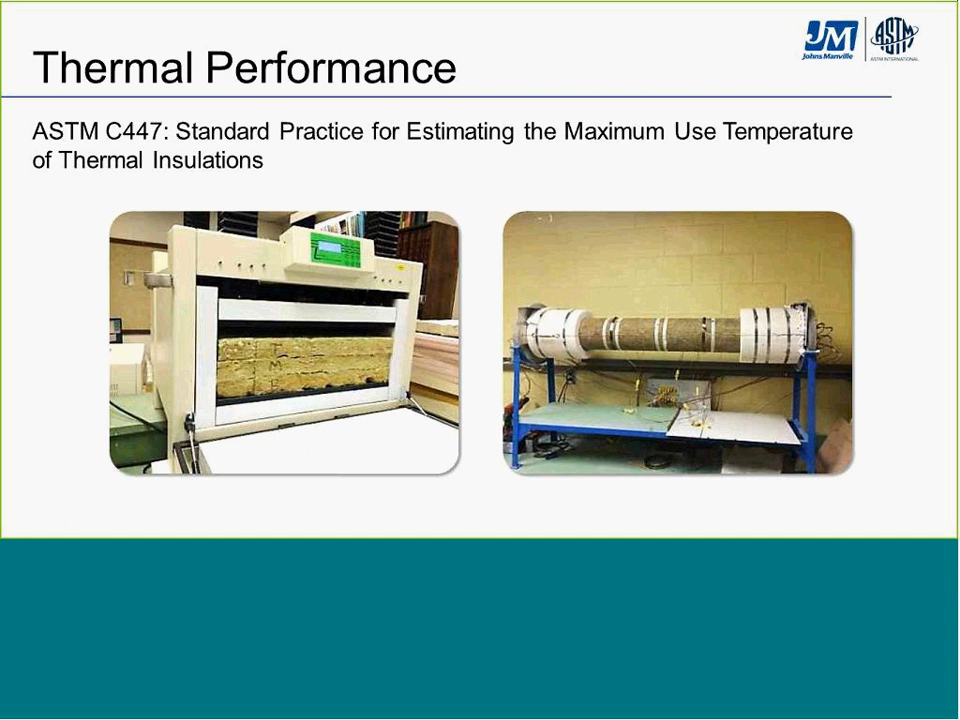 Thermal Performance
JM
Johns Manville
ASTM
ASTM INTERNATIONAL
ASTM C447: Standard Practice for Estimating the Maximum Use Temperature
of Thermal Insulations